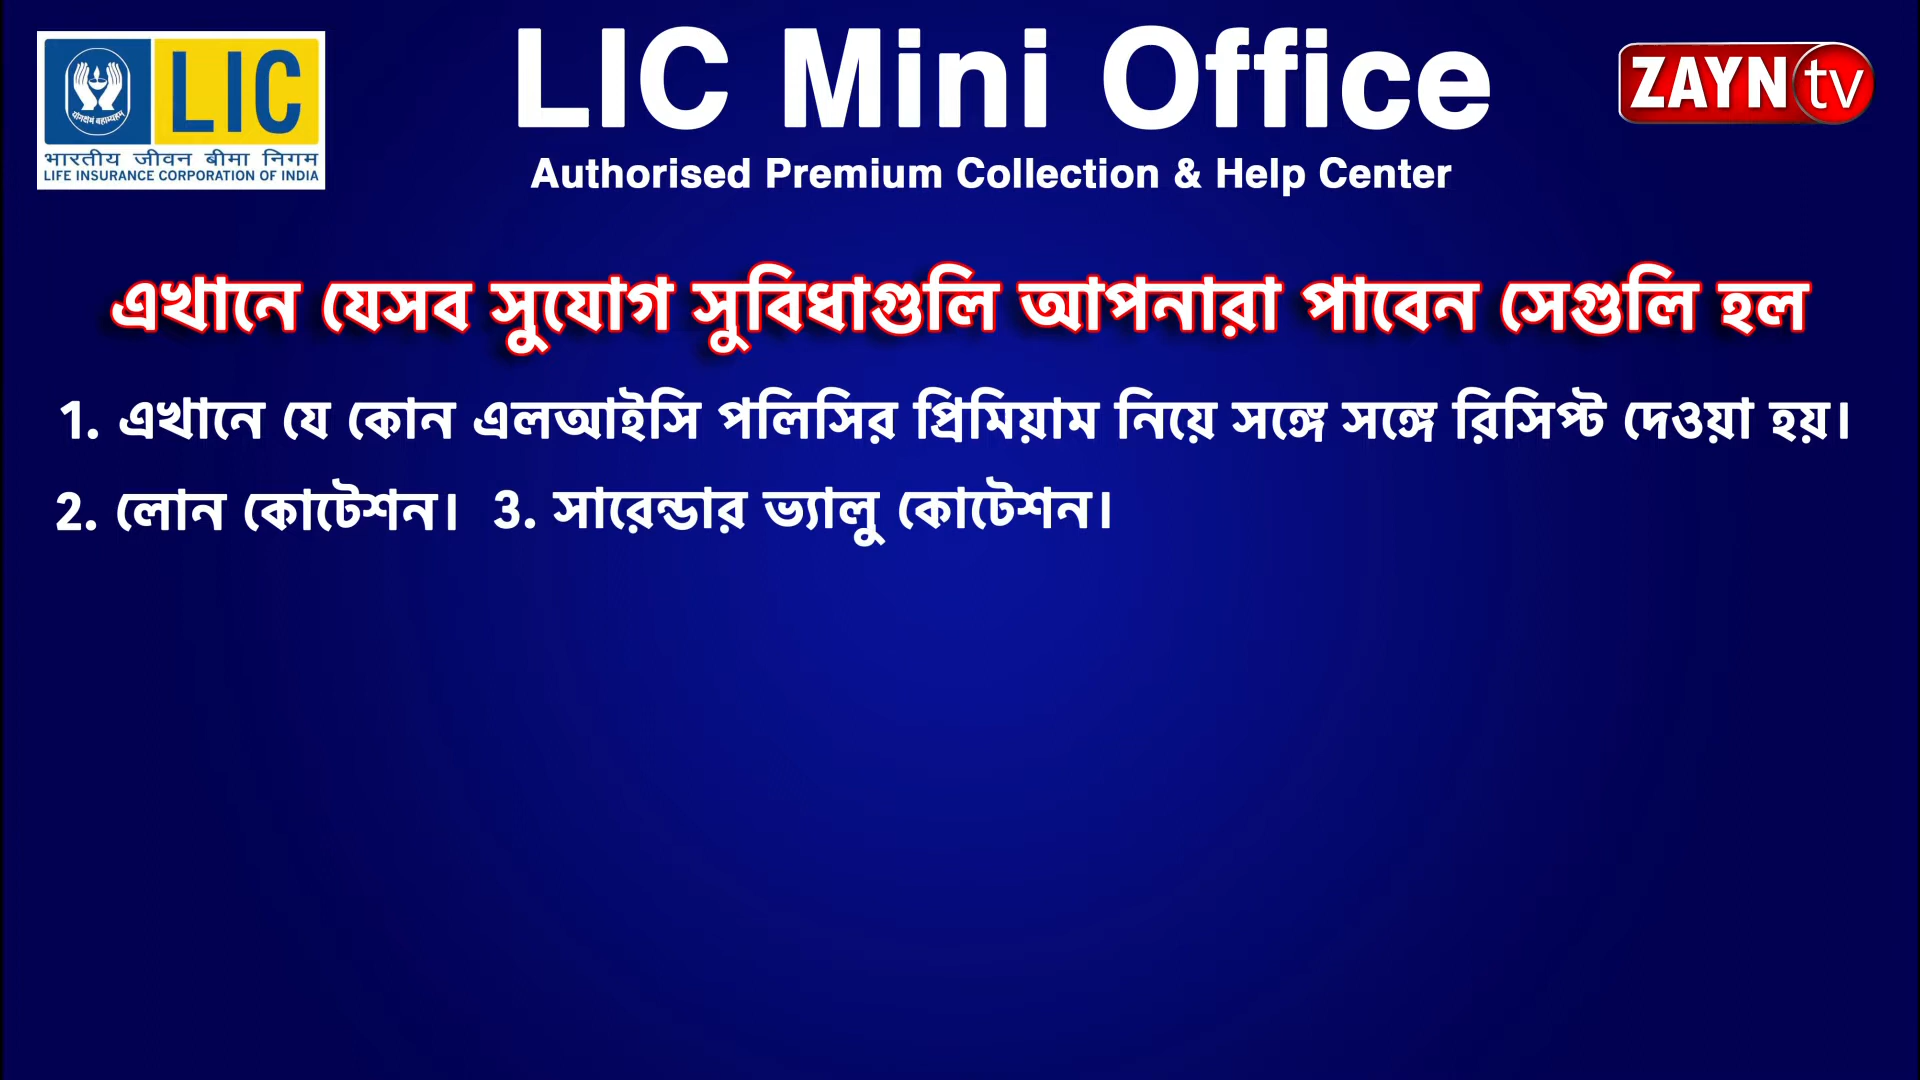 LIC
भारतीय जीवन बीमा निगम
LIFE INSURANCE CORPORATION OF INDIA
LIC Mini Office
Authorised Premium Collection & Help Center
ZAYN tv
এখানে যেসব সুযোগ সুবিধাগুলি আপনারা পাবেন সেগুলি হল
1. এখানে যে কোন এলআইসি পলিসির প্রিমিয়াম নিয়ে সঙ্গে সঙ্গে রিসিপ্ট দেওয়া হয়।
2. লোন কোটেশন। 3. সারেন্ডার ভ্যালু কোটেশন।